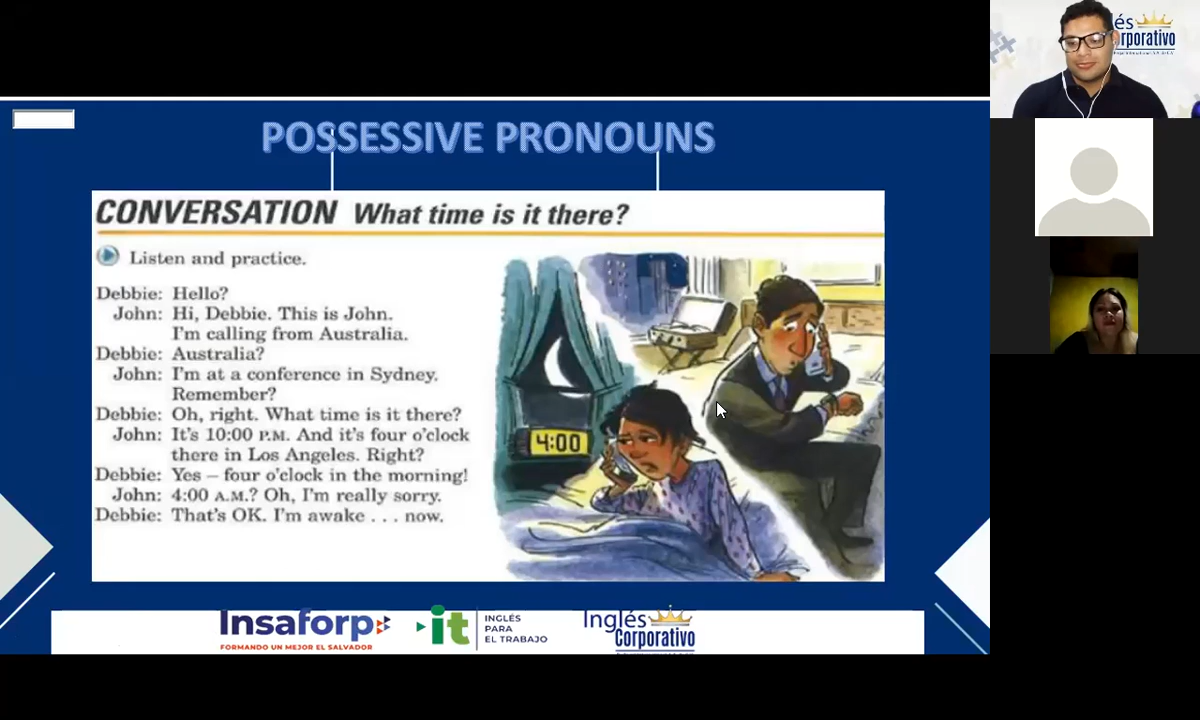 POSSESSIVE PRONOUNS
CONVERSATION What time is it there?
Listen and practice.
Debbie: Hello?
John: Hi, Debbie. This is John.
I'm calling from Australia.
Debbie: Australia?
John: I'm at a conference in Sydney.
Remember?
Debbie: Oh, right. What time is it there?
John: It's 10:00 P.M. And it's four o'clock
there in Los Angeles. Right?
Debbie: Yes – four o'clock in the morning!
John: 4:00 A.M.? Oh, I'm really sorry.
Debbie: That's OK. I'm awake . . . now.
4:00
Insaforp
FORMANDO UN MEJOR EL SALVADOR
it
INGLÉS
PARA
EL TRABAJO
Inglés
Corporativo
és
rporativo